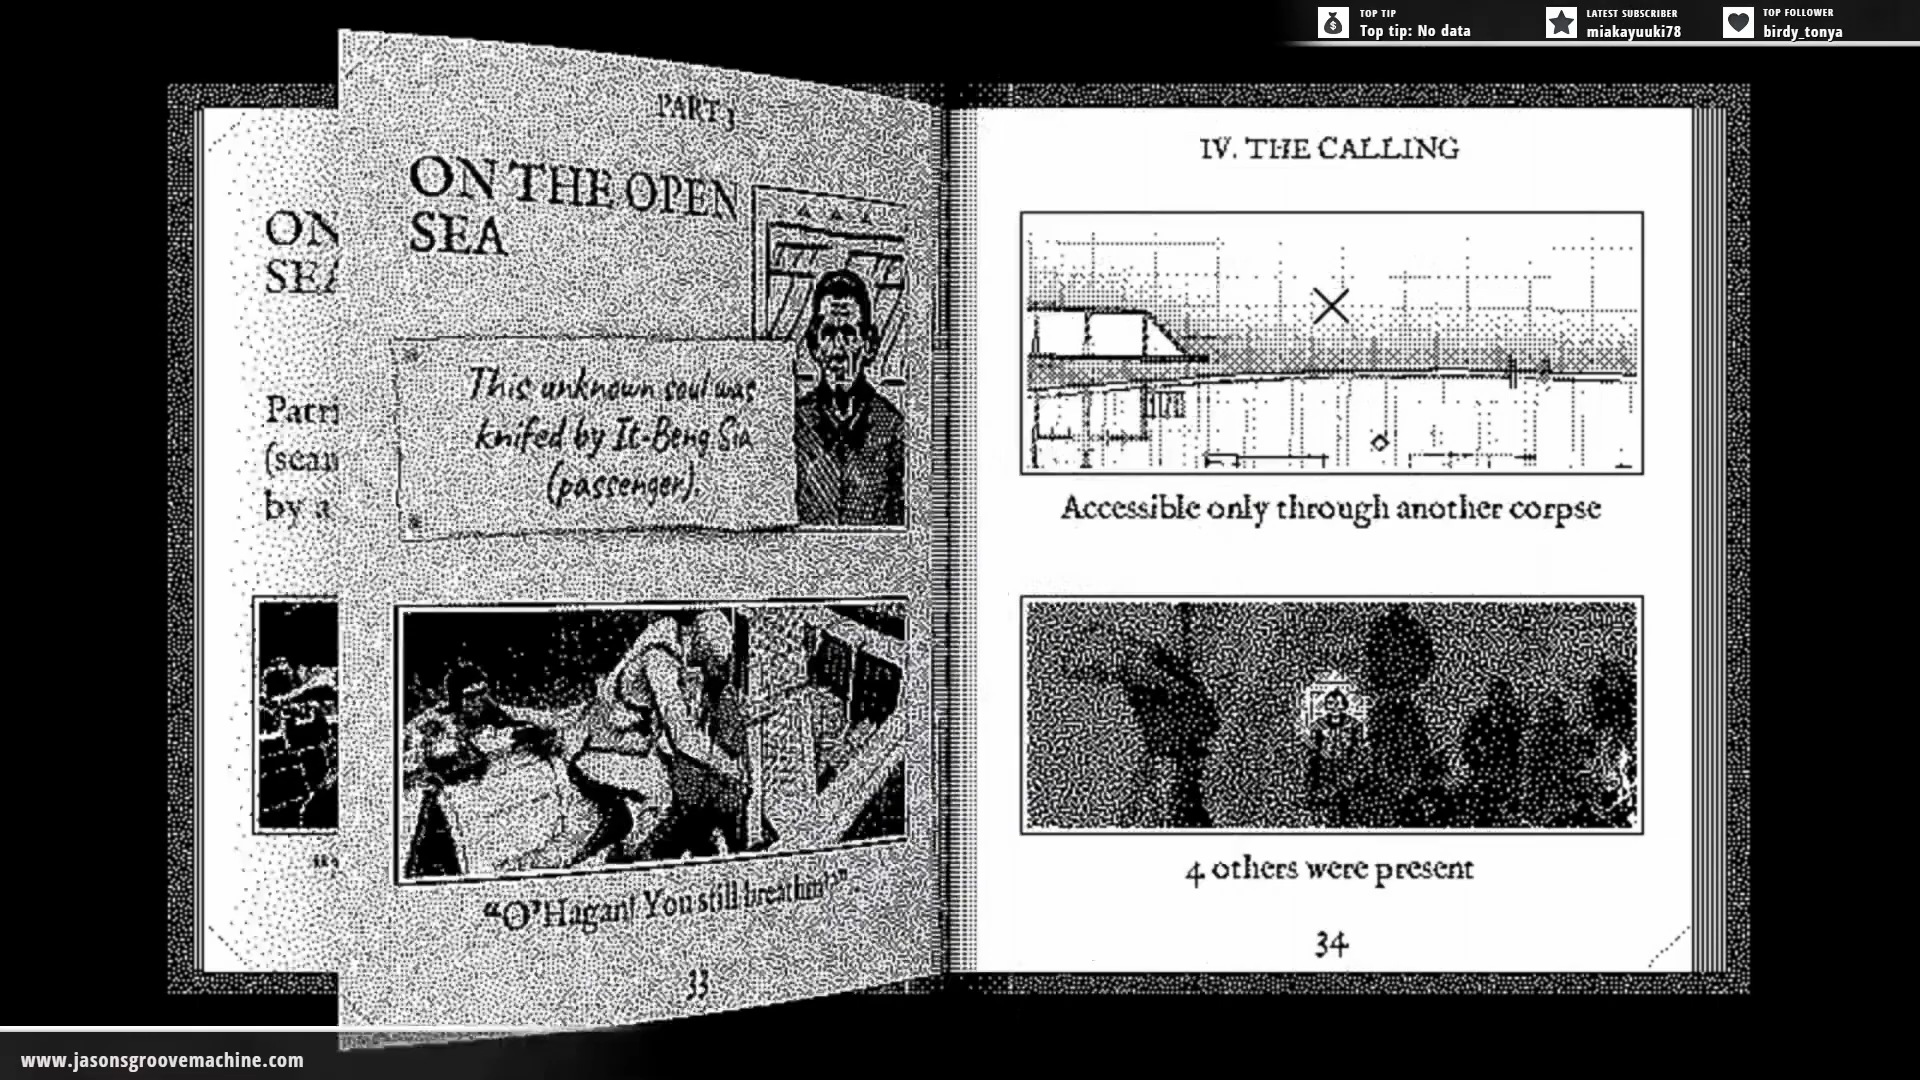 TOP TIP
Top tip: No data
LATEST SUBSCRIBER
miakayuuki78
TOP FOLLOWER
birdy_tonya
ON
SEA
Patri
(scan
by a
PART 3
ON THE OPEN
SEA
This unknown soul was
knifed by It-Beng Sia
(passenger).
“O’Hagan! You still breathin’?”
33
IV. THE CALLING
Accessible only through another corpse
4 others were present
34
www.jasonsgroovemachine.com